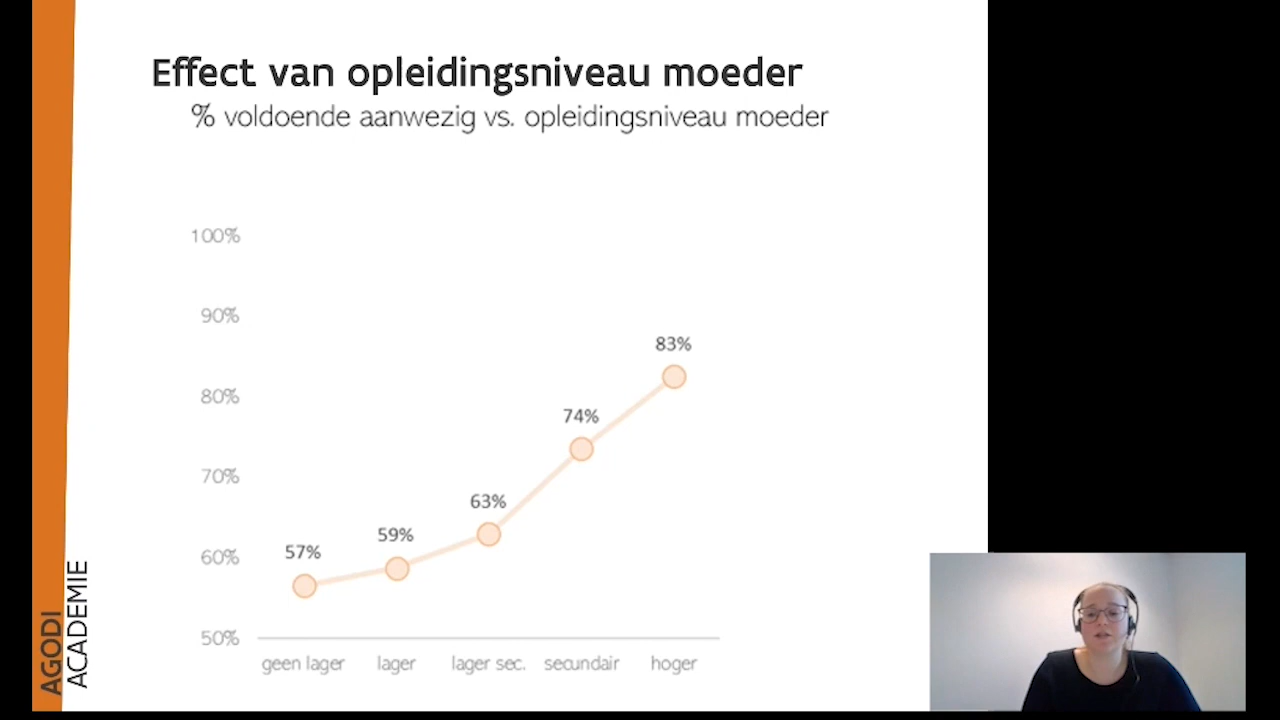 Effect van opleidingsniveau moeder
% voldoende aanwezig vs. opleidingsniveau moeder
100%
90%
80%
70%
60%
50%
57%
59%
63%
74%
83%
geen lager
lager
lager sec.
secundair
hoger
AGODI
ACADEMIE